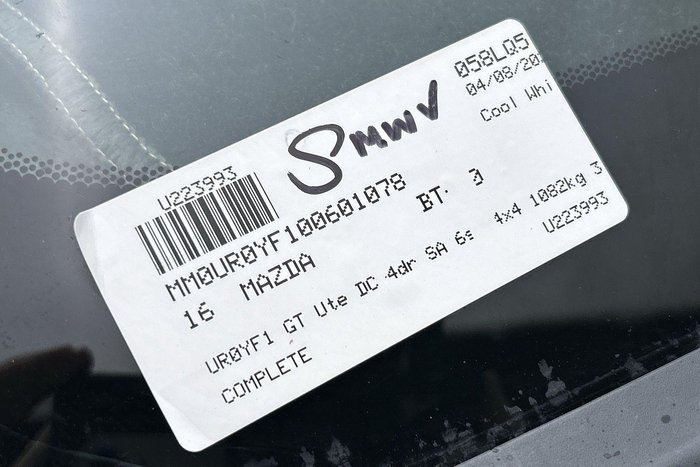 058LQ5
04/08/20
Cool Whi
SMWV
U223993
MM0UR0YF100601078
BT. 3
16 MAZDA
UR0YF1 GT Ute DC 4dr SA 6s 4x4 1082kg 3
U223993
COMPLETE